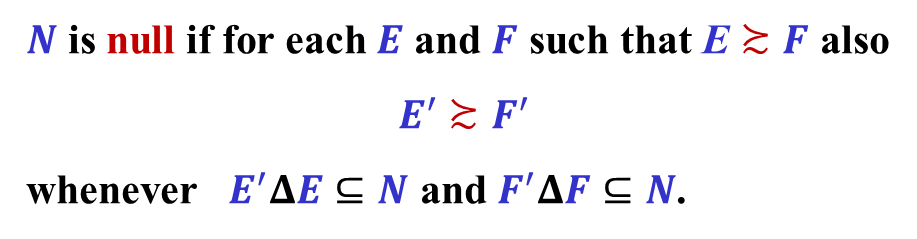 N is null if for each E and F such that E ≿ F also
E′ ≿ F′
whenever E′ΔE ⊆ N and F′ΔF ⊆ N.